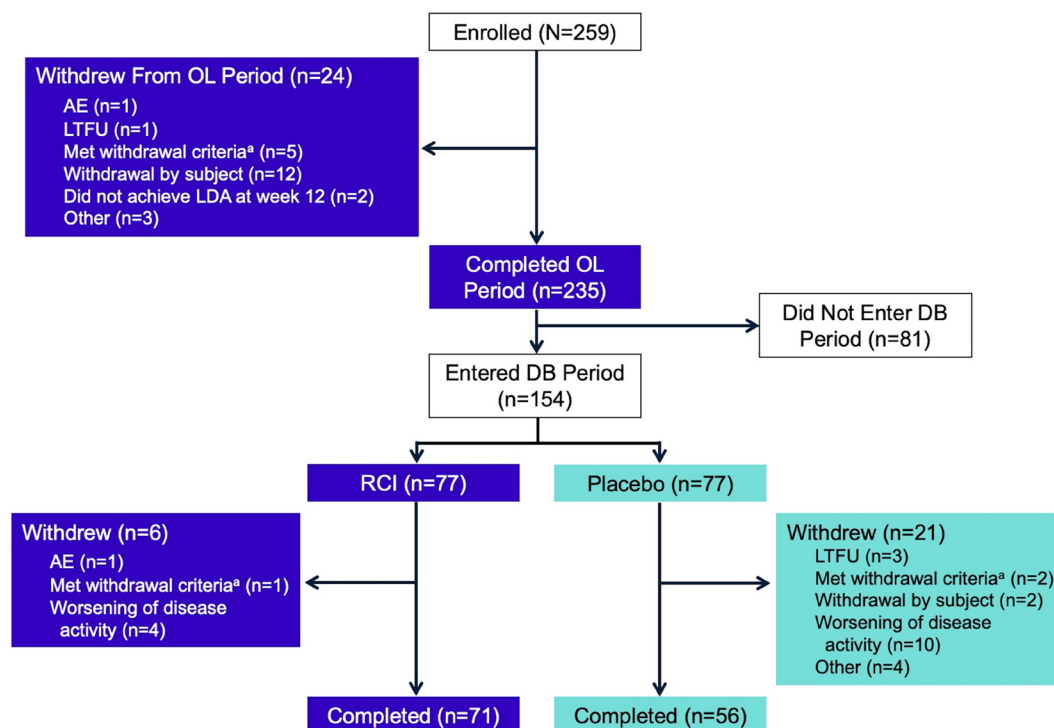 Enrolled (N=259)
Withdrew From OL Period (n=24)
AE (n=1)
LTFU (n=1)
Met withdrawal criteriaᵃ (n=5)
Withdrawal by subject (n=12)
Did not achieve LDA at week 12 (n=2)
Other (n=3)
Completed OL
Period (n=235)
Did Not Enter DB
Period (n=81)
Entered DB Period
(n=154)
RCI (n=77)
Placebo (n=77)
Withdrew (n=6)
AE (n=1)
Met withdrawal criteriaᵃ (n=1)
Worsening of disease
activity (n=4)
Withdrew (n=21)
LTFU (n=3)
Met withdrawal criteriaᵃ (n=2)
Withdrawal by subject (n=2)
Worsening of disease
activity (n=10)
Other (n=4)
Completed (n=71)
Completed (n=56)